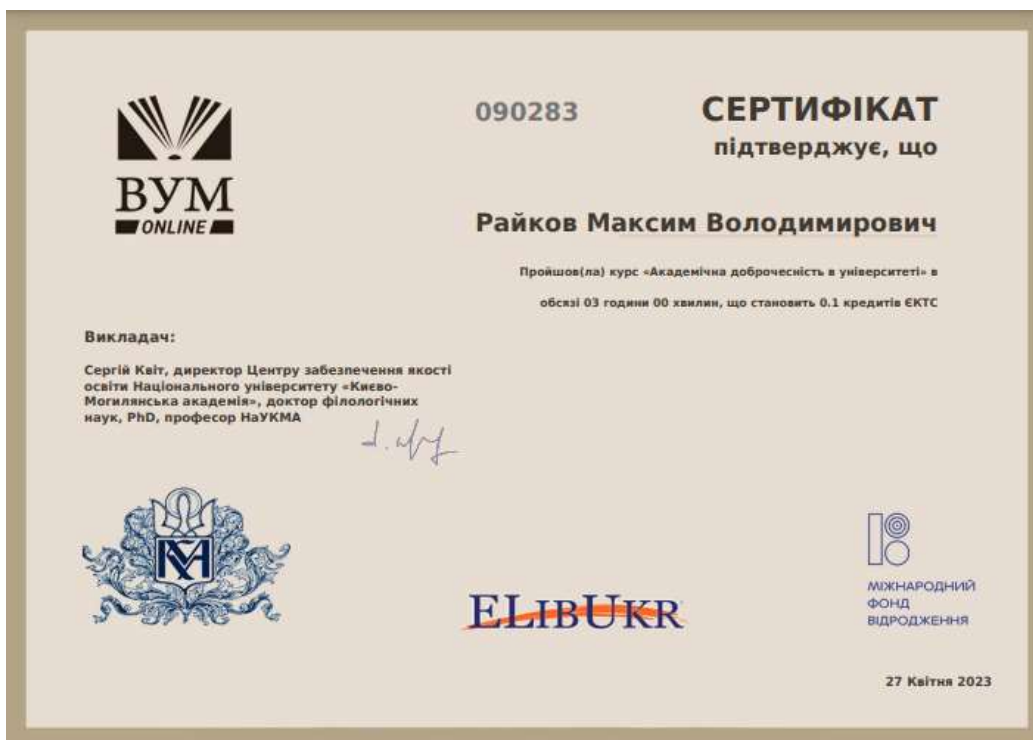 ВУМ
ONLINE
090283
СЕРТИФІКАТ
підтверджує, що
Райков Максим Володимирович
Пройшов(ла) курс «Академічна доброчесність в університеті» в
обсязі 03 години 00 хвилин, що становить 0.1 кредитів ЄКТС
Викладач:
Сергій Квіт, директор Центру забезпечення якості
освіти Національного університету «Києво-
Могилянська академія», доктор філологічних
наук, PhD, професор НаУКМА
ELIBUKR
МІЖНАРОДНИЙ
ФОНД
ВІДРОДЖЕННЯ
27 Квітня 2023